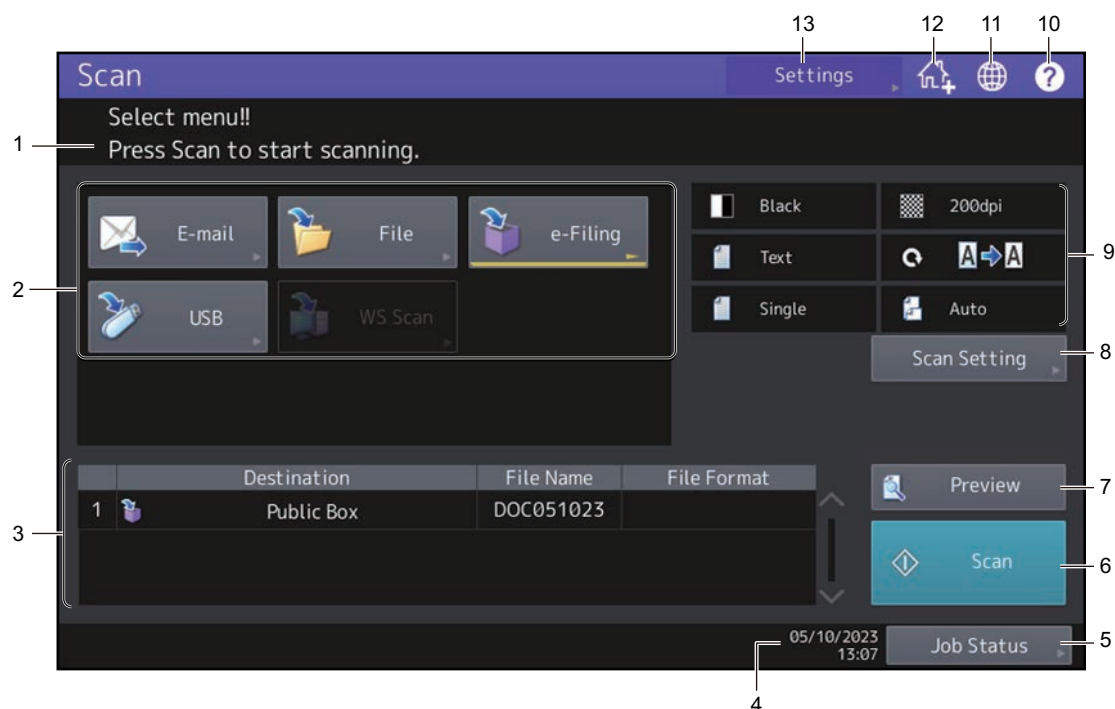 13 12 11 10
Scan Settings ?
Select menu!!
1 Press Scan to start scanning.
2
E-mail File e-Filing
USB WS Scan
Black 200dpi
Text A A 9
Single Auto
Scan Setting 8
3
Destination File Name File Format
1 Public Box DOC051023
Preview 7
Scan 6
05/10/2023
13:07
Job Status 5
4